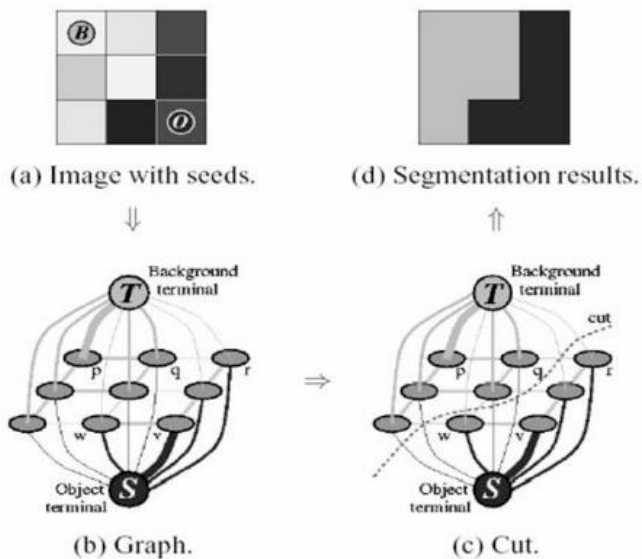 B
O
(a) Image with seeds.
(d) Segmentation results.
Background
terminal
T
p
q
r
w
v
S
Object
terminal
(b) Graph.
Background
terminal
T
cut
p
q
r
w
v
S
Object
terminal
(c) Cut.